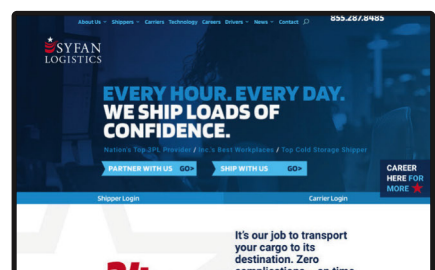 About Us Shippers Carriers Technology Careers Drivers News Contact 855.287.8485
SYFAN
LOGISTICS
EVERY HOUR. EVERY DAY.
WE SHIP LOADS OF
CONFIDENCE.
Nation's Top 3PL Provider / Inc.'s Best Workplaces / Top Cold Storage Shipper
PARTNER WITH US GO>
SHIP WITH US GO>
CAREER
HERE FOR
MORE
Shipper Login
Carrier Login
It's our job to transport
your cargo to its
destination. Zero